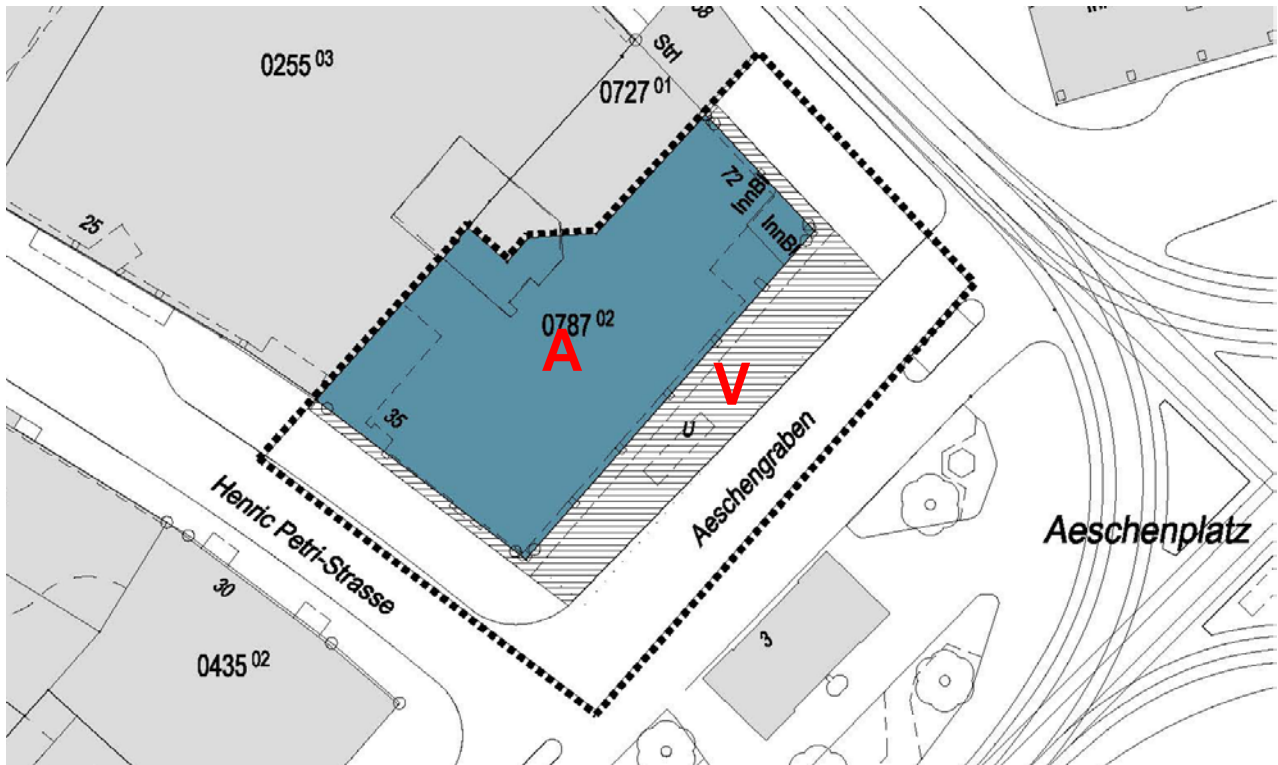 0255 03
0727 01
Strl
25
72
InnB
InnBl
0787 02
A
V
35
U
Aeschengraben
Aeschenplatz
Henric Petri-Strasse
30
3
0435 02